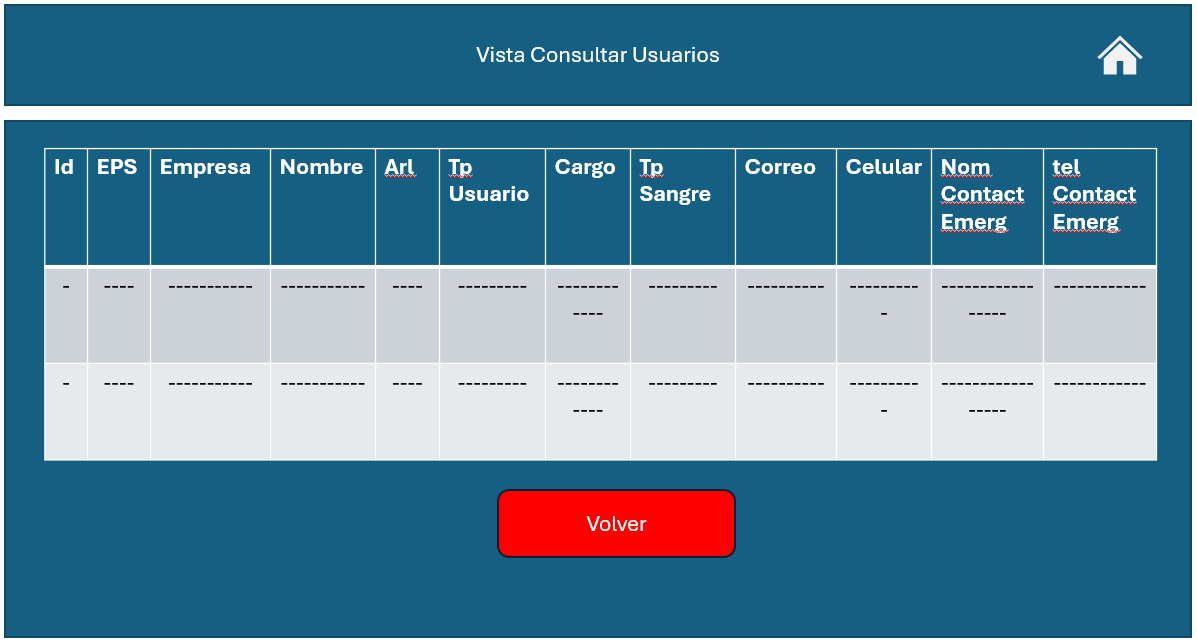 Vista Consultar Usuarios
Id EPS Empresa Nombre Arl Tp Usuario Cargo Tp Sangre Correo Celular Nom Contact Emerg tel Contact Emerg
- ---- ----------- ----------- ---- --------- -------- ---- --------- ---------- --------- - ------------ ----- ------------
- ---- ----------- ----------- ---- --------- -------- ---- --------- ---------- --------- - ------------ ----- ------------
Volver